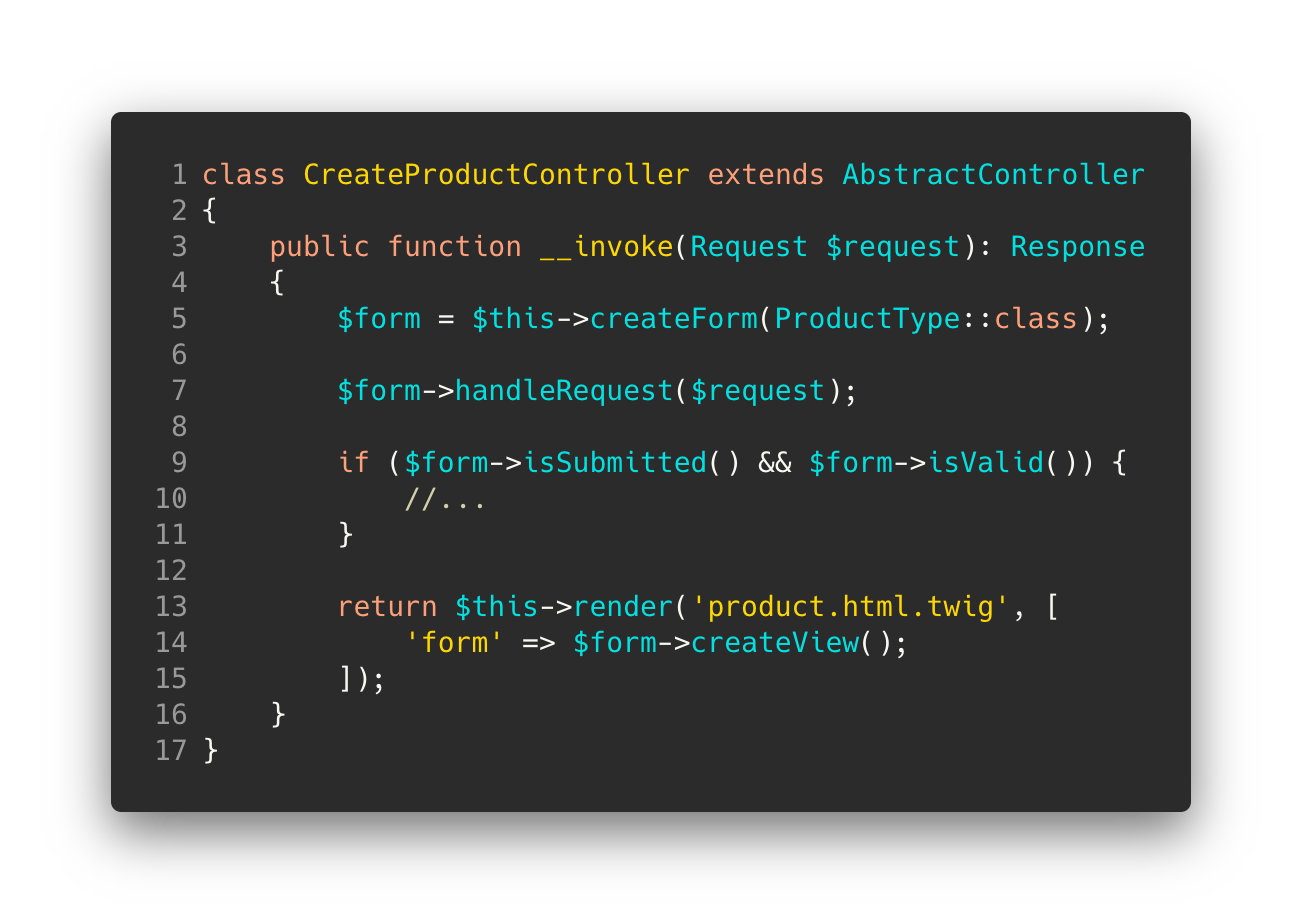 1 class CreateProductController extends AbstractController
2 {
3     public function __invoke(Request $request): Response
4     {
5         $form = $this->createForm(ProductType::class);
6
7         $form->handleRequest($request);
8
9         if ($form->isSubmitted() && $form->isValid()) {
10             //...
11         }
12
13         return $this->render('product.html.twig', [
14             'form' => $form->createView();
15         ]);
16     }
17 }